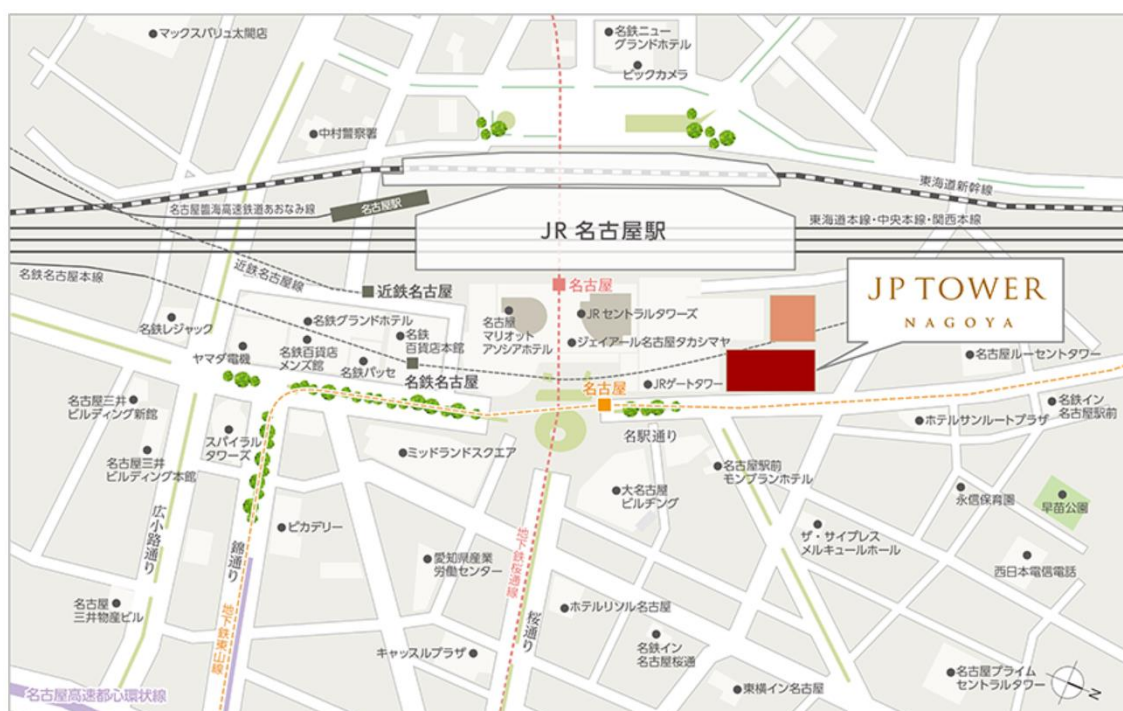 マックスバリュ太閤店
名鉄ニュー
グランドホテル
ビックカメラ
中村警察署
東海道新幹線
名古屋臨海高速鉄道あおなみ線
名古屋駅
JR 名古屋駅
東海道本線・中央本線・関西本線
名鉄名古屋本線
近鉄名古屋線
近鉄名古屋
名古屋
JP TOWER
NAGOYA
名鉄レジャック
名鉄グランドホテル
名鉄
百貨店本館
名古屋
マリオット
アソシアホテル
JR セントラルタワーズ
ジェイアール名古屋タカシマヤ
ヤマダ電機
名鉄百貨店
メンズ館
名鉄パッセ
名鉄名古屋
名古屋
JRゲートタワー
名古屋ルーセントタワー
名古屋三井
ビルディング新館
スパイラル
タワーズ
名古屋三井
ビルディング本館
ミッドランドスクエア
名駅通り
名鉄イン
名古屋駅前
ホテルサンルートプラザ
名古屋駅前
モンブランホテル
大名古屋
ビルヂング
永信保育園
早苗公園
広小路通り
錦通り
ピカデリー
愛知県産業
労働センター
地下鉄桜通線
ザ・サイプレス
メルキュールホール
西日本電信電話
名古屋
三井物産ビル
地下鉄東山線
ホテルリソル名古屋
桜通り
キャッスルプラザ
名鉄イン
名古屋桜通
東横イン名古屋
名古屋プライム
セントラルタワー
名古屋高速都心環状線
N